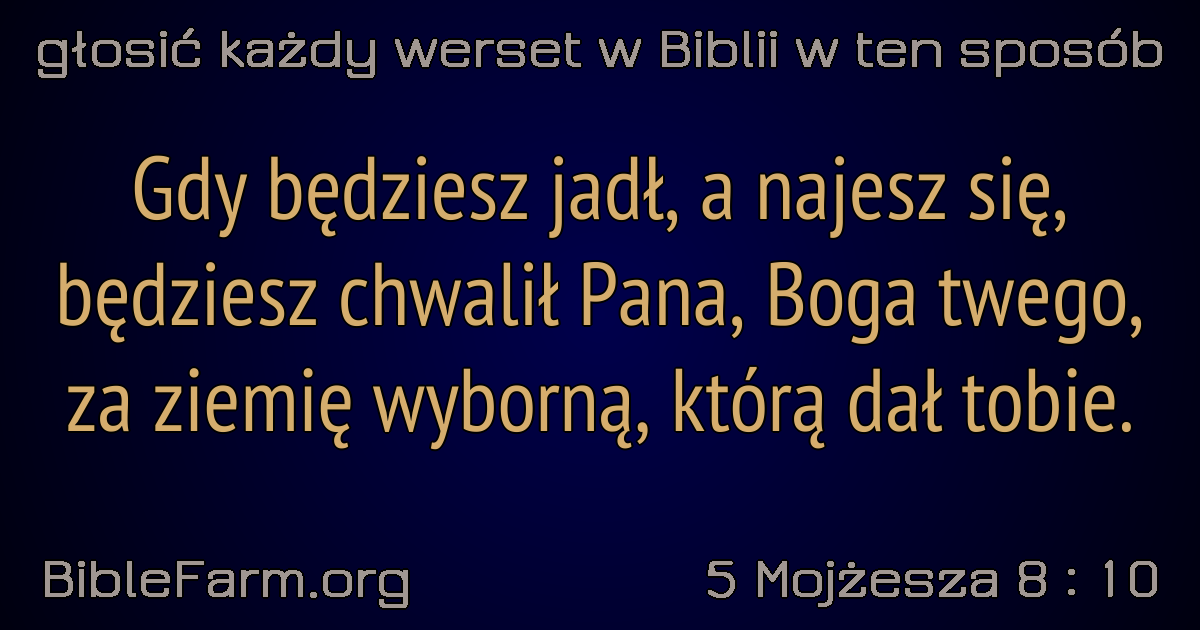 głosić każdy werset w Biblii w ten sposób
Gdy będziesz jadł, a najesz się,
będziesz chwalił Pana, Boga twego,
za ziemię wyborną, którą dał tobie.
BibleFarm.org
5 Mojżesza 8 : 10